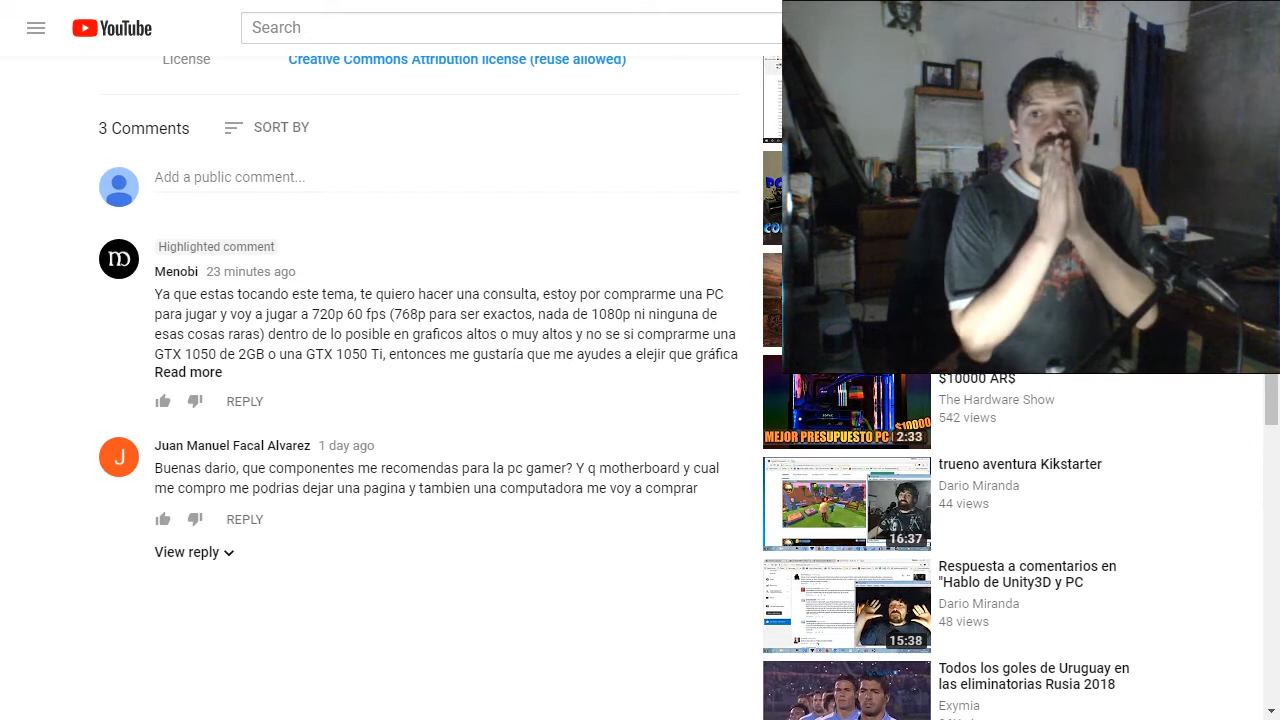 YouTube
Search
License
Creative Commons Attribution license (reuse allowed)
3 Comments
SORT BY
Add a public comment...
Highlighted comment
Menobi 23 minutes ago
Ya que estas tocando este tema, te quiero hacer una consulta, estoy por comprarme una PC
para jugar y voy a jugar a 720p 60 fps (768p para ser exactos, nada de 1080p ni ninguna de
esas cosas raras) dentro de lo posible en graficos altos o muy altos y no se si comprarme una
GTX 1050 de 2GB o una GTX 1050 Ti, entonces me gustaría que me ayudes a elejir que gráfica
Read more
REPLY
Facal Alvarez 1 day ago
Buenas dario, que componentes me recomendas para la pc gamer? Y q motherboard y cual
me podrías dejar una pagina y tengo una computadora me voy a comprar
REPLY
View reply
$10000 AR$
The Hardware Show
542 views
MEJOR PRESUPUESTO PC
$10000
2:33
trueno aventura Kikstarter
Dario Miranda
44 views
16:37
Respuesta a comentarios en
"Hablo de Unity3D y PC
Dario Miranda
48 views
15:38
Todos los goles de Uruguay en
las eliminatorias Rusia 2018
Exymia